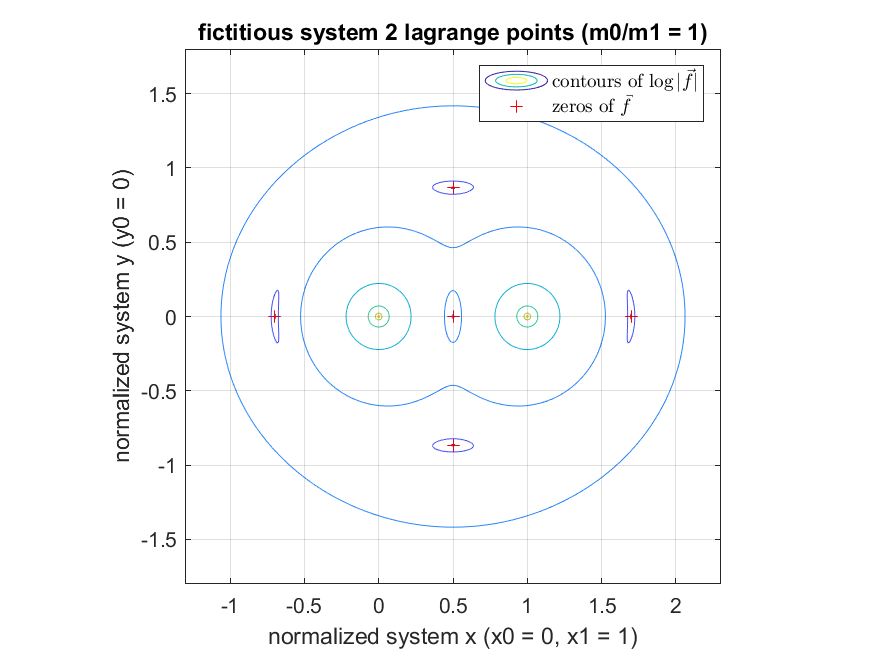 fictitious system 2 lagrange points (m0/m1 = 1)
contours of log|f⃗|
zeros of f⃗
1.5
1
0.5
0
-0.5
-1
-1.5
normalized system y (y0 = 0)
-1 -0.5 0 0.5 1 1.5 2
normalized system x (x0 = 0, x1 = 1)